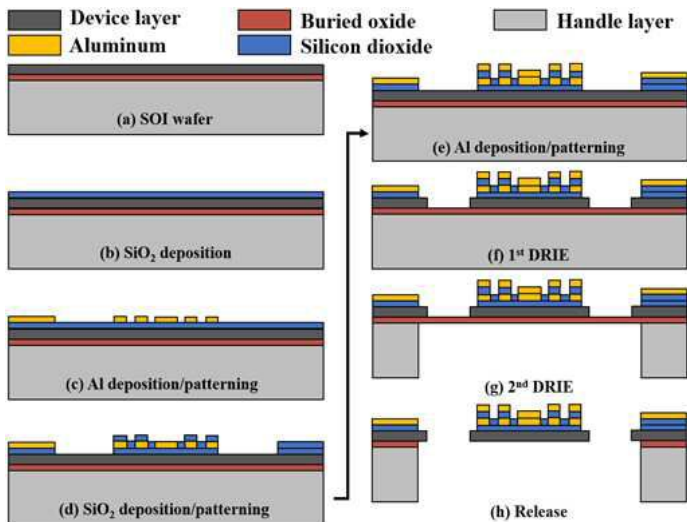 Device layer
Buried oxide
Handle layer
Aluminum
Silicon dioxide
(a) SOI wafer
(b) SiO₂ deposition
(c) Al deposition/patterning
(d) SiO₂ deposition/patterning
(e) Al deposition/patterning
(f) 1ˢᵗ DRIE
(g) 2ⁿᵈ DRIE
(h) Release